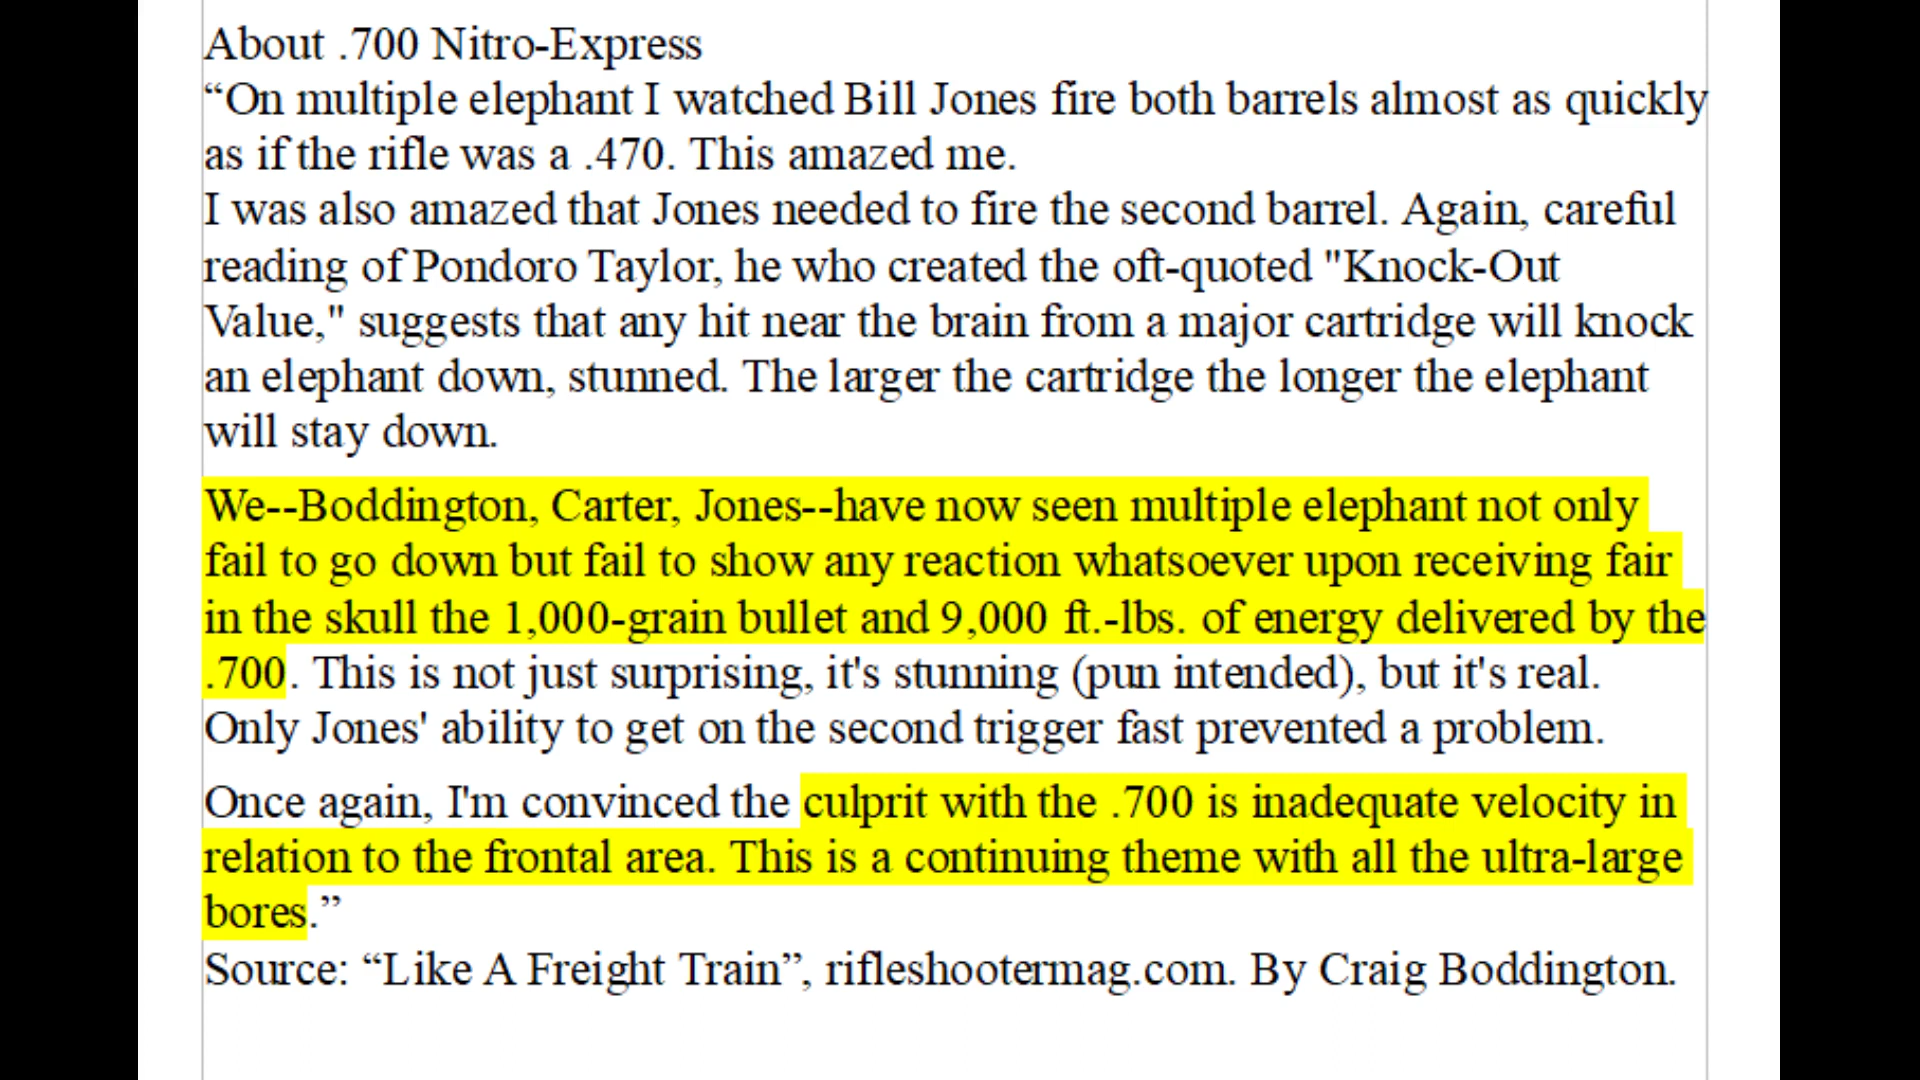 About .700 Nitro-Express
“On multiple elephant I watched Bill Jones fire both barrels almost as quickly
as if the rifle was a .470. This amazed me.
I was also amazed that Jones needed to fire the second barrel. Again, careful
reading of Pondoro Taylor, he who created the oft-quoted "Knock-Out
Value," suggests that any hit near the brain from a major cartridge will knock
an elephant down, stunned. The larger the cartridge the longer the elephant
will stay down.
We--Boddington, Carter, Jones--have now seen multiple elephant not only
fail to go down but fail to show any reaction whatsoever upon receiving fair
in the skull the 1,000-grain bullet and 9,000 ft.-lbs. of energy delivered by the
.700. This is not just surprising, it's stunning (pun intended), but it's real.
Only Jones' ability to get on the second trigger fast prevented a problem.
Once again, I'm convinced the culprit with the .700 is inadequate velocity in
relation to the frontal area. This is a continuing theme with all the ultra-large
bores.”
Source: “Like A Freight Train”, rifleshootermag.com. By Craig Boddington.